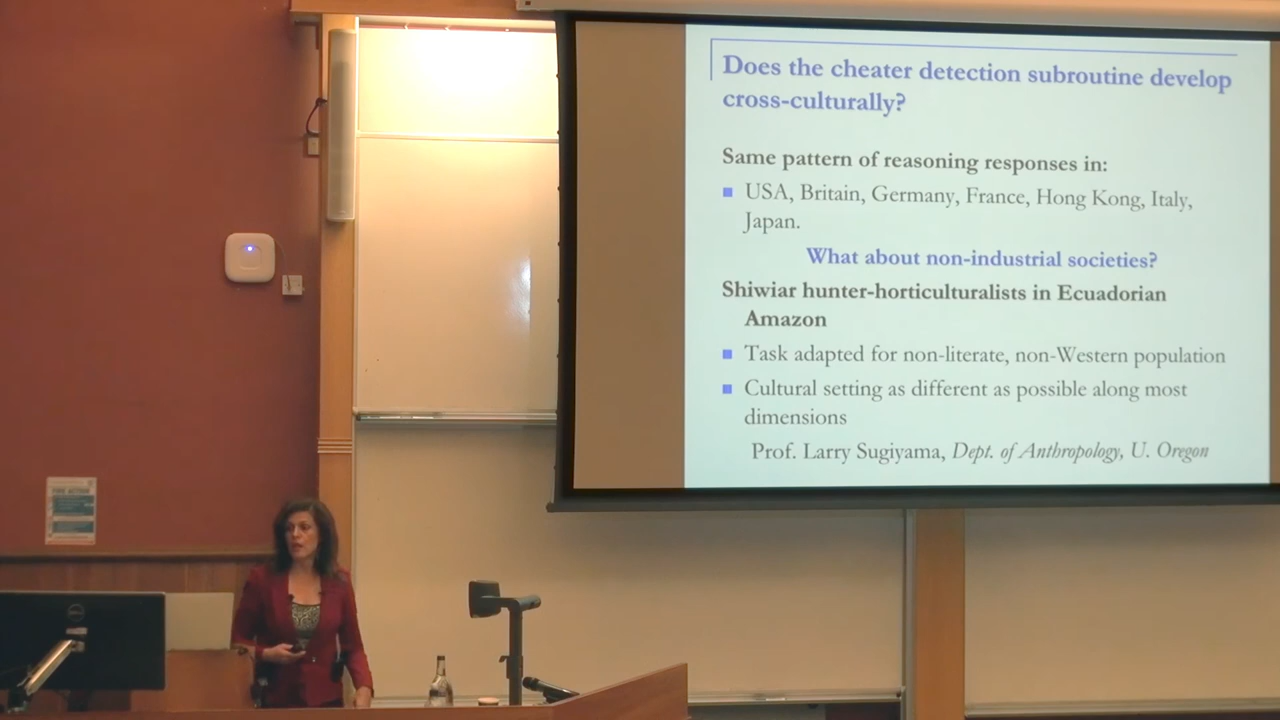 Does the cheater detection subroutine develop
cross-culturally?
Same pattern of reasoning responses in:
USA, Britain, Germany, France, Hong Kong, Italy,
Japan.
What about non-industrial societies?
Shiwiar hunter-horticulturalists in Ecuadorian
Amazon
Task adapted for non-literate, non-Western population
Cultural setting as different as possible along most
dimensions
Prof. Larry Sugiyama, Dept. of Anthropology, U. Oregon
FIRE ACTION
DELL